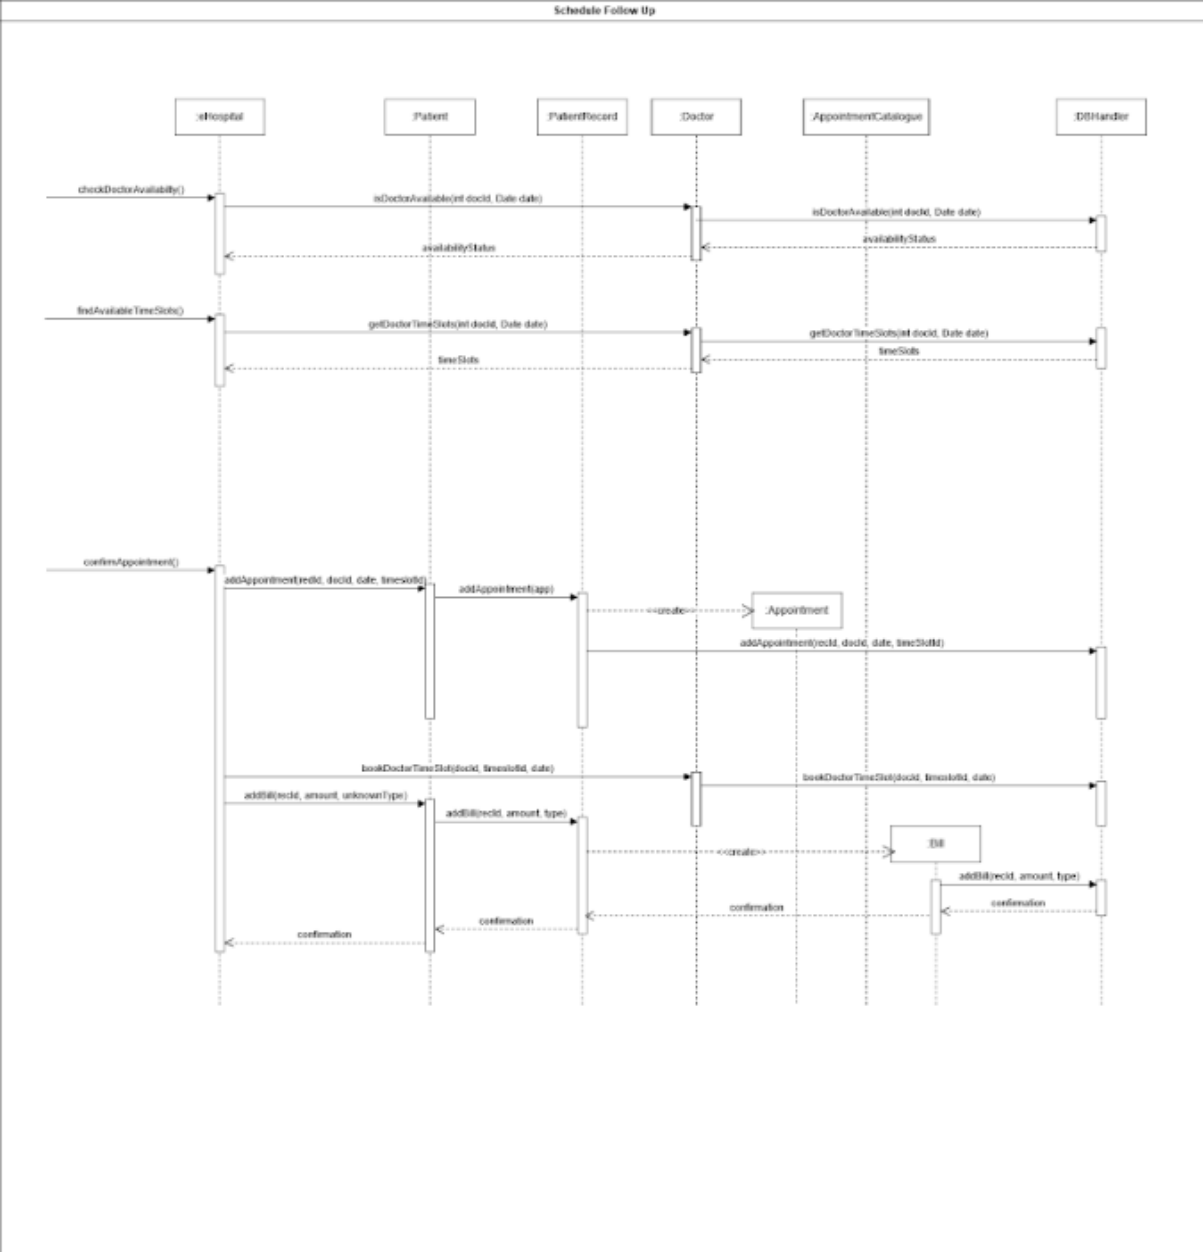 Schedule Follow Up
:eHospital
:Patient
:PatientRecord
:Doctor
:AppointmentCatalogue
:DBHandler
checkDoctorAvailability()
isDoctorAvailable(int docId, Date date)
isDoctorAvailable(int docId, Date date)
availabilityStatus
availabilityStatus
findAvailableTimeSlots()
getDoctorTimeSlots(int docId, Date date)
getDoctorTimeSlots(int docId, Date date)
timeSlots
timeSlots
confirmAppointment()
addAppointment(recId, docId, date, timeslotId)
addAppointment(app)
<<create>>
:Appointment
addAppointment(recId, docId, date, timeSlotId)
bookDoctorTimeSlot(docId, timeslotId, date)
bookDoctorTimeSlot(docId, timeslotId, date)
addBill(recId, amount, unknownType)
addBill(recId, amount, type)
<<create>>
:Bill
addBill(recId, amount, type)
confirmation
confirmation
confirmation
confirmation